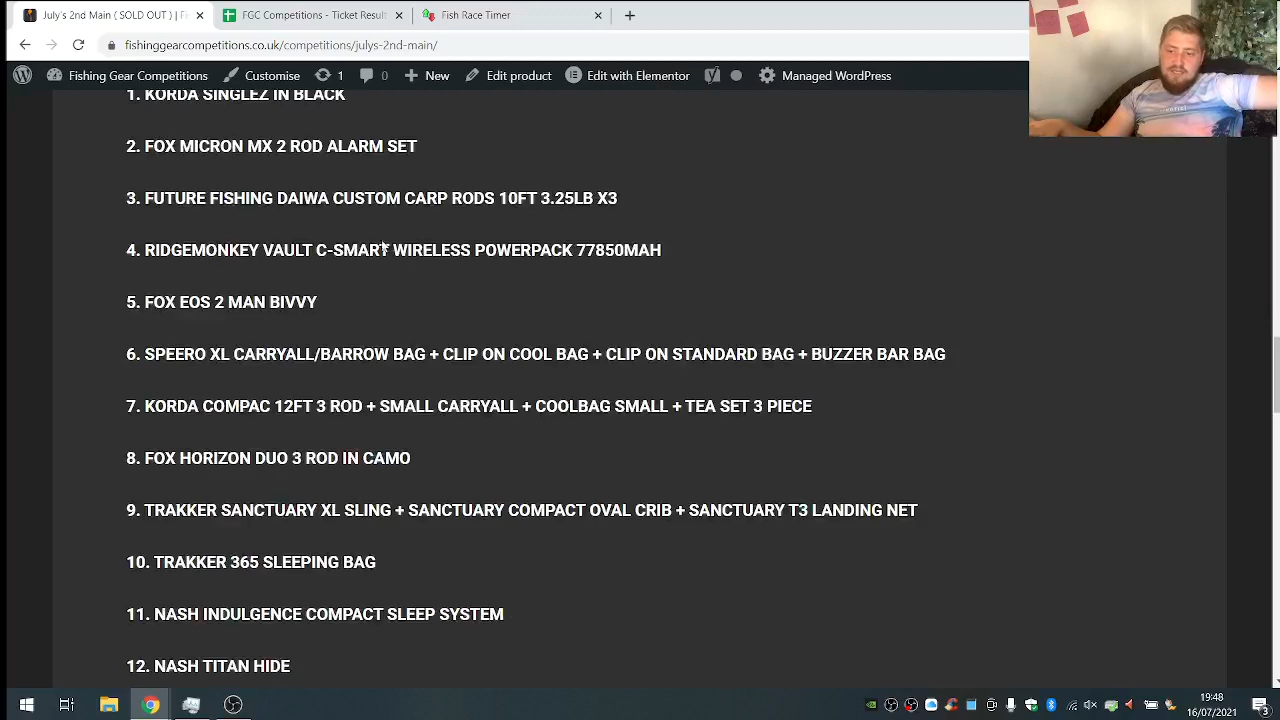 July's 2nd Main ( SOLD OUT ) | Fi
FGC Competitions - Ticket Result
Fish Race Timer
fishinggearcompetitions.co.uk/competitions/julys-2nd-main/
Fishing Gear Competitions
Customise
1
0
New
Edit product
Edit with Elementor
Managed WordPress
1. KORDA SINGLEZ IN BLACK
2. FOX MICRON MX 2 ROD ALARM SET
3. FUTURE FISHING DAIWA CUSTOM CARP RODS 10FT 3.25LB X3
4. RIDGEMONKEY VAULT C-SMART WIRELESS POWERPACK 77850MAH
5. FOX EOS 2 MAN BIVVY
6. SPEERO XL CARRYALL/BARROW BAG + CLIP ON COOL BAG + CLIP ON STANDARD BAG + BUZZER BAR BAG
7. KORDA COMPAC 12FT 3 ROD + SMALL CARRYALL + COOLBAG SMALL + TEA SET 3 PIECE
8. FOX HORIZON DUO 3 ROD IN CAMO
9. TRAKKER SANCTUARY XL SLING + SANCTUARY COMPACT OVAL CRIB + SANCTUARY T3 LANDING NET
10. TRAKKER 365 SLEEPING BAG
11. NASH INDULGENCE COMPACT SLEEP SYSTEM
12. NASH TITAN HIDE
19:48
16/07/2021
3